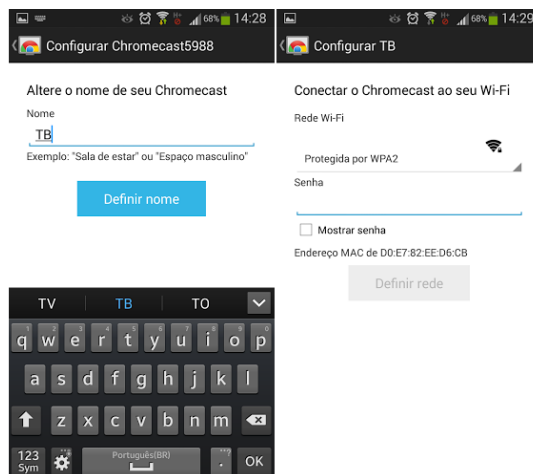 68% 14:28
Configurar Chromecast5988
Altere o nome de seu Chromecast
Nome
TB
Exemplo: "Sala de estar" ou "Espaço masculino"
Definir nome
TV TB TO
q w e r t y u i o p
a s d f g h j k l
z x c v b n m
123
Sym
Português(BR)
. OK
68% 14:29
Configurar TB
Conectar o Chromecast ao seu Wi-Fi
Rede Wi-Fi
Protegida por WPA2
Senha
Mostrar senha
Endereço MAC de D0:E7:82:EE:D6:CB
Definir rede